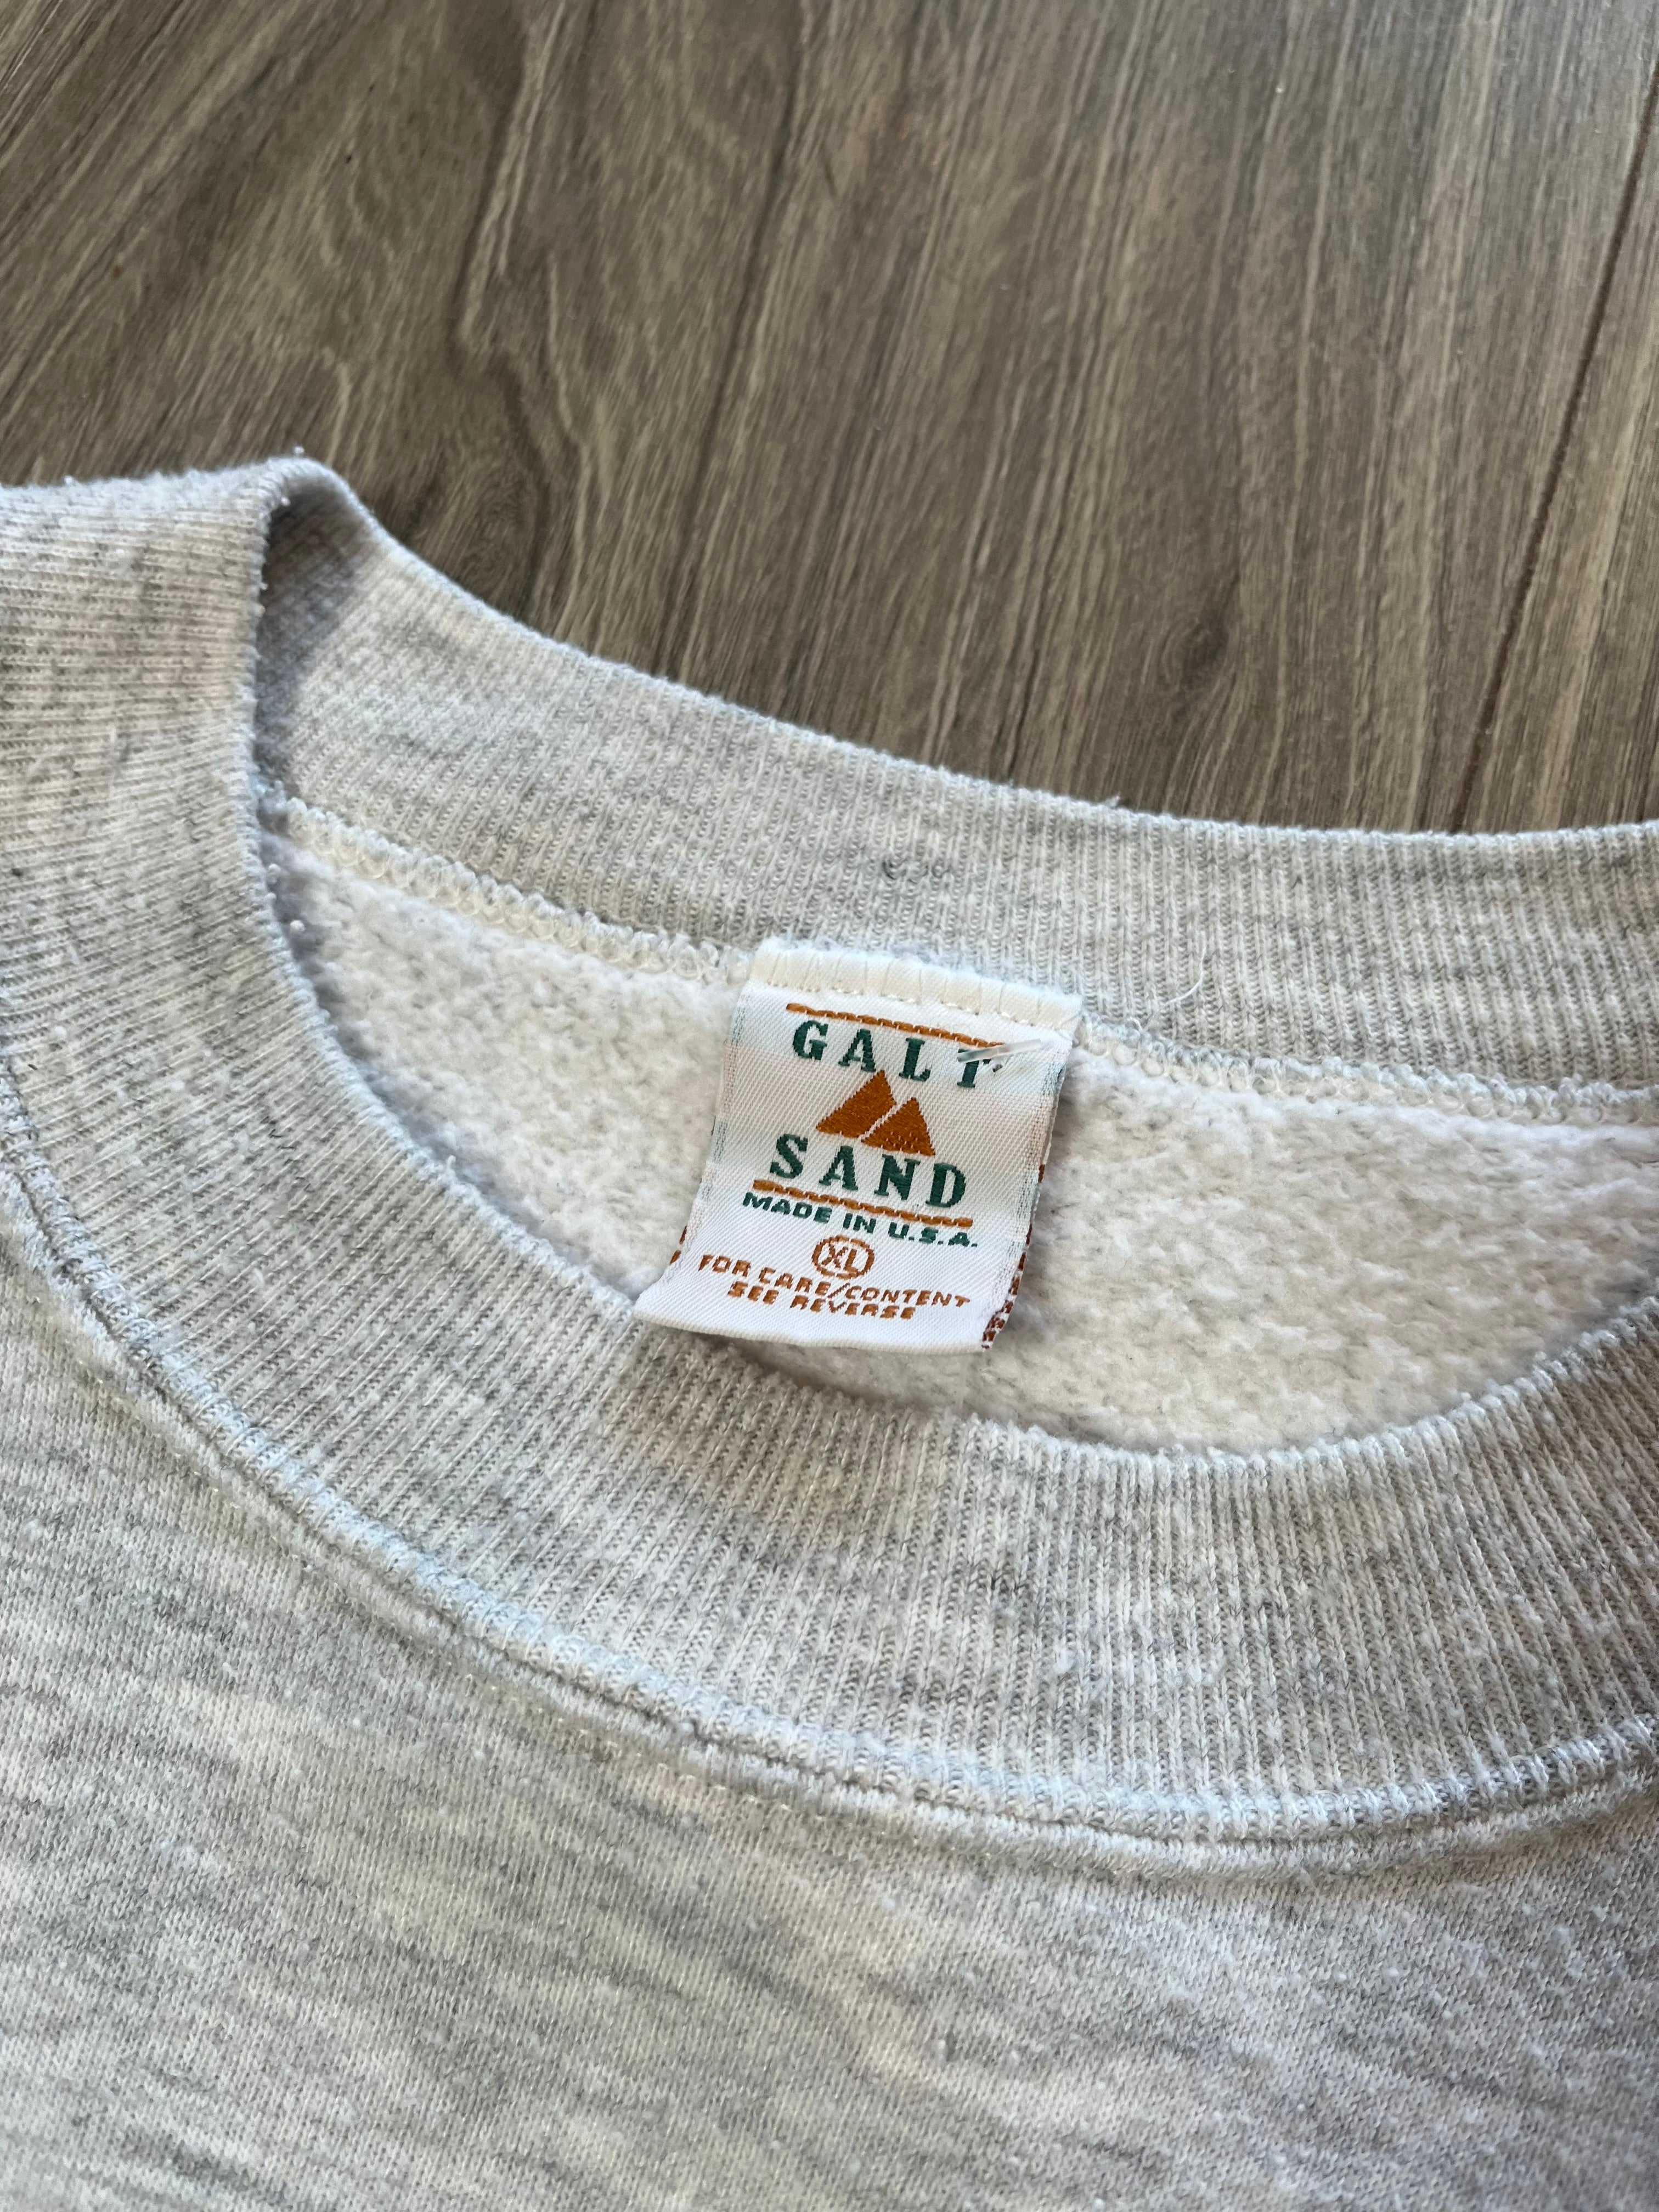 GALT
SAND
MADE IN U.S.A.
XL
FOR CARE/CONTENT
SEE REVERSE